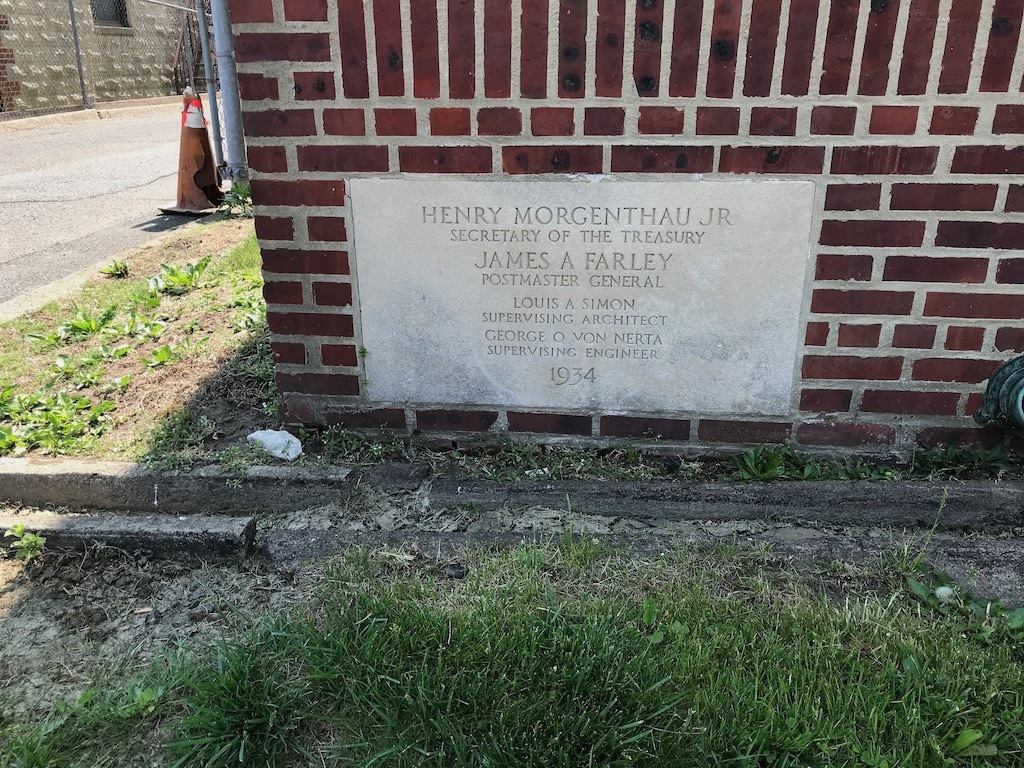 HENRY MORGENTHAU JR
SECRETARY OF THE TREASURY
JAMES A FARLEY
POSTMASTER GENERAL
LOUIS A SIMON
SUPERVISING ARCHITECT
GEORGE O VON NERTA
SUPERVISING ENGINEER
1934